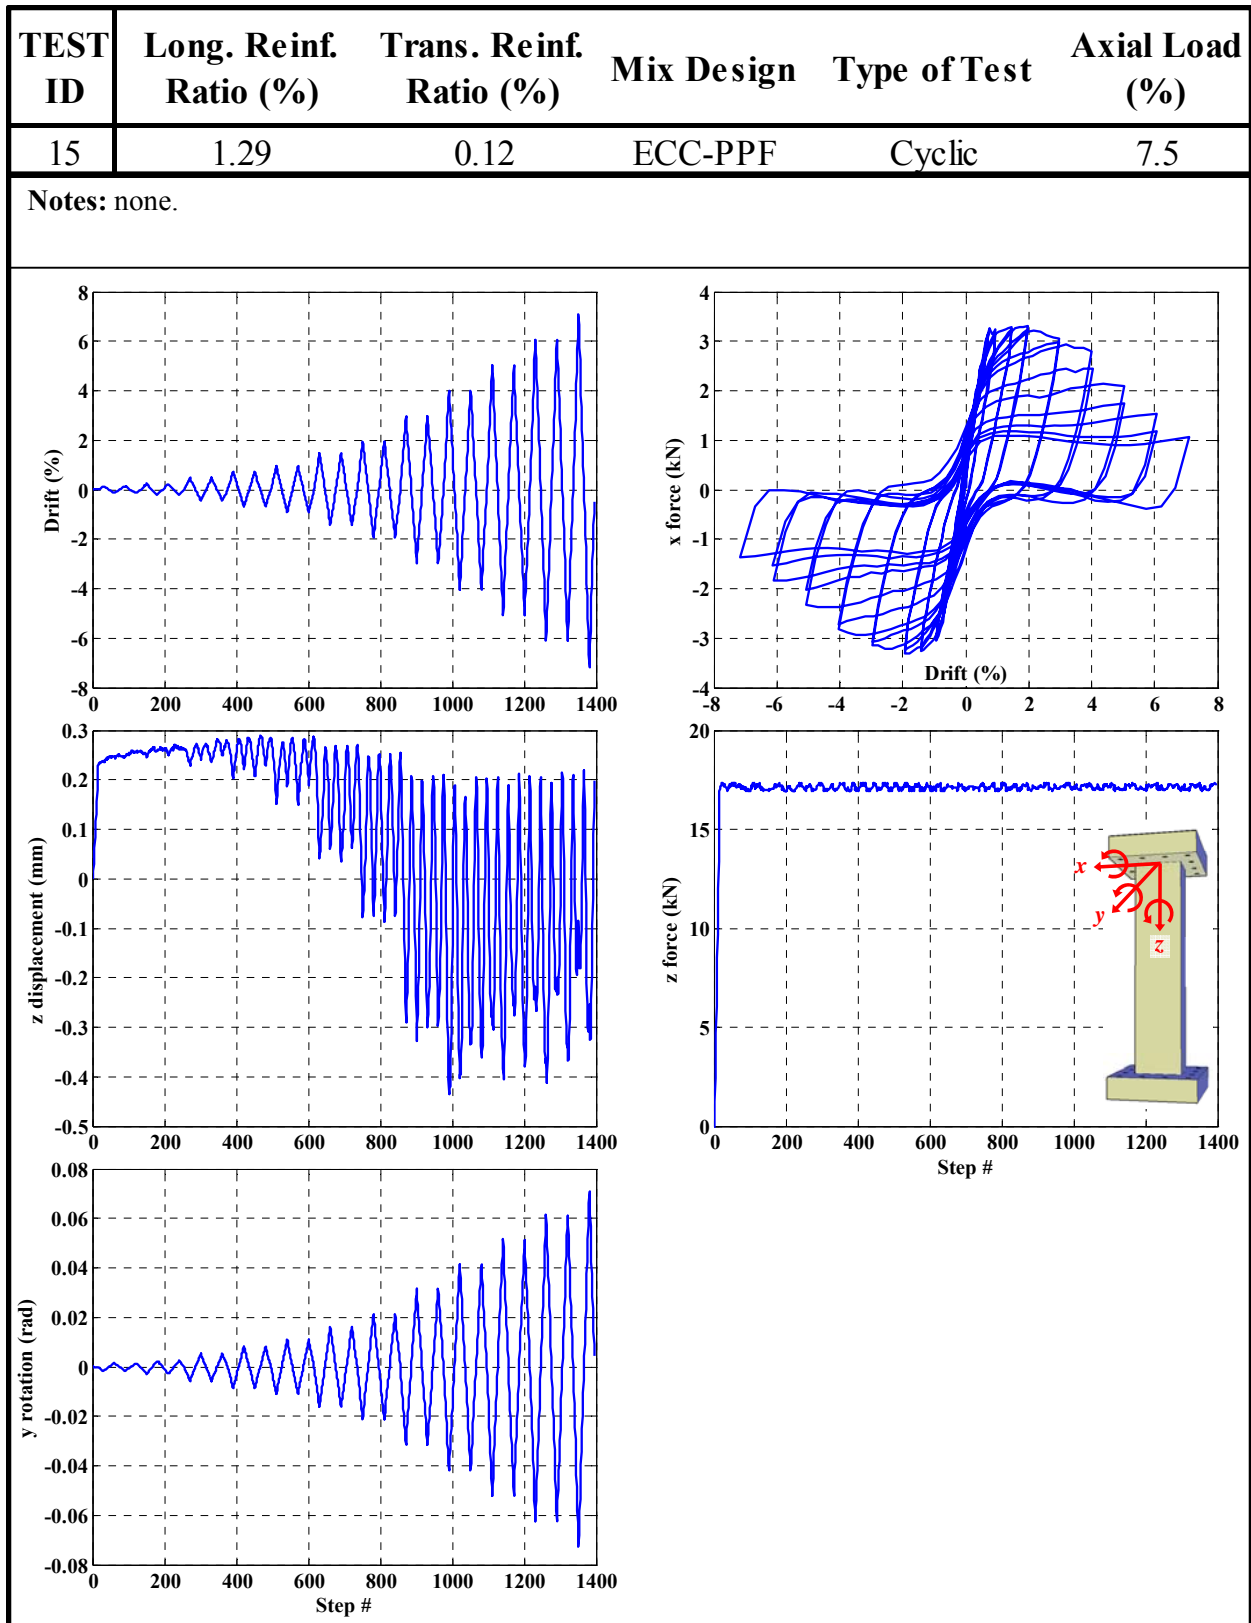 TEST ID Long. Reinf. Ratio (%) Trans. Reinf. Ratio (%) Mix Design Type of Test Axial Load (%)
15 1.29 0.12 ECC-PPF Cyclic 7.5
Notes: none.
8
6
4
2
0
-2
-4
-6
-8
Drift (%)
0 200 400 600 800 1000 1200 1400
4
3
2
1
0
-1
-2
-3
-4
x force (kN)
Drift (%)
-8 -6 -4 -2 0 2 4 6 8
0.3
0.2
0.1
0
-0.1
-0.2
-0.3
-0.4
-0.5
z displacement (mm)
0 200 400 600 800 1000 1200 1400
20
15
10
5
0
z force (kN)
x
y
z
0 200 400 600 800 1000 1200 1400
Step #
0.08
0.06
0.04
0.02
0
-0.02
-0.04
-0.06
-0.08
y rotation (rad)
0 200 400 600 800 1000 1200 1400
Step #